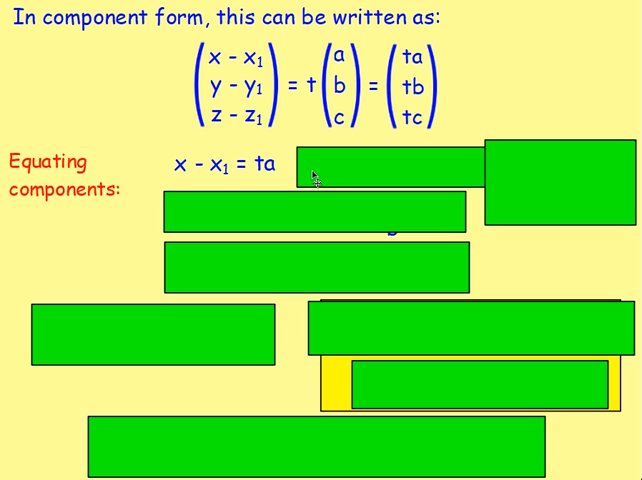 In component form, this can be written as:
x - x₁ a ta
y - y₁ = t b = tb
z - z₁ c tc
Equating x - x₁ = ta
components: